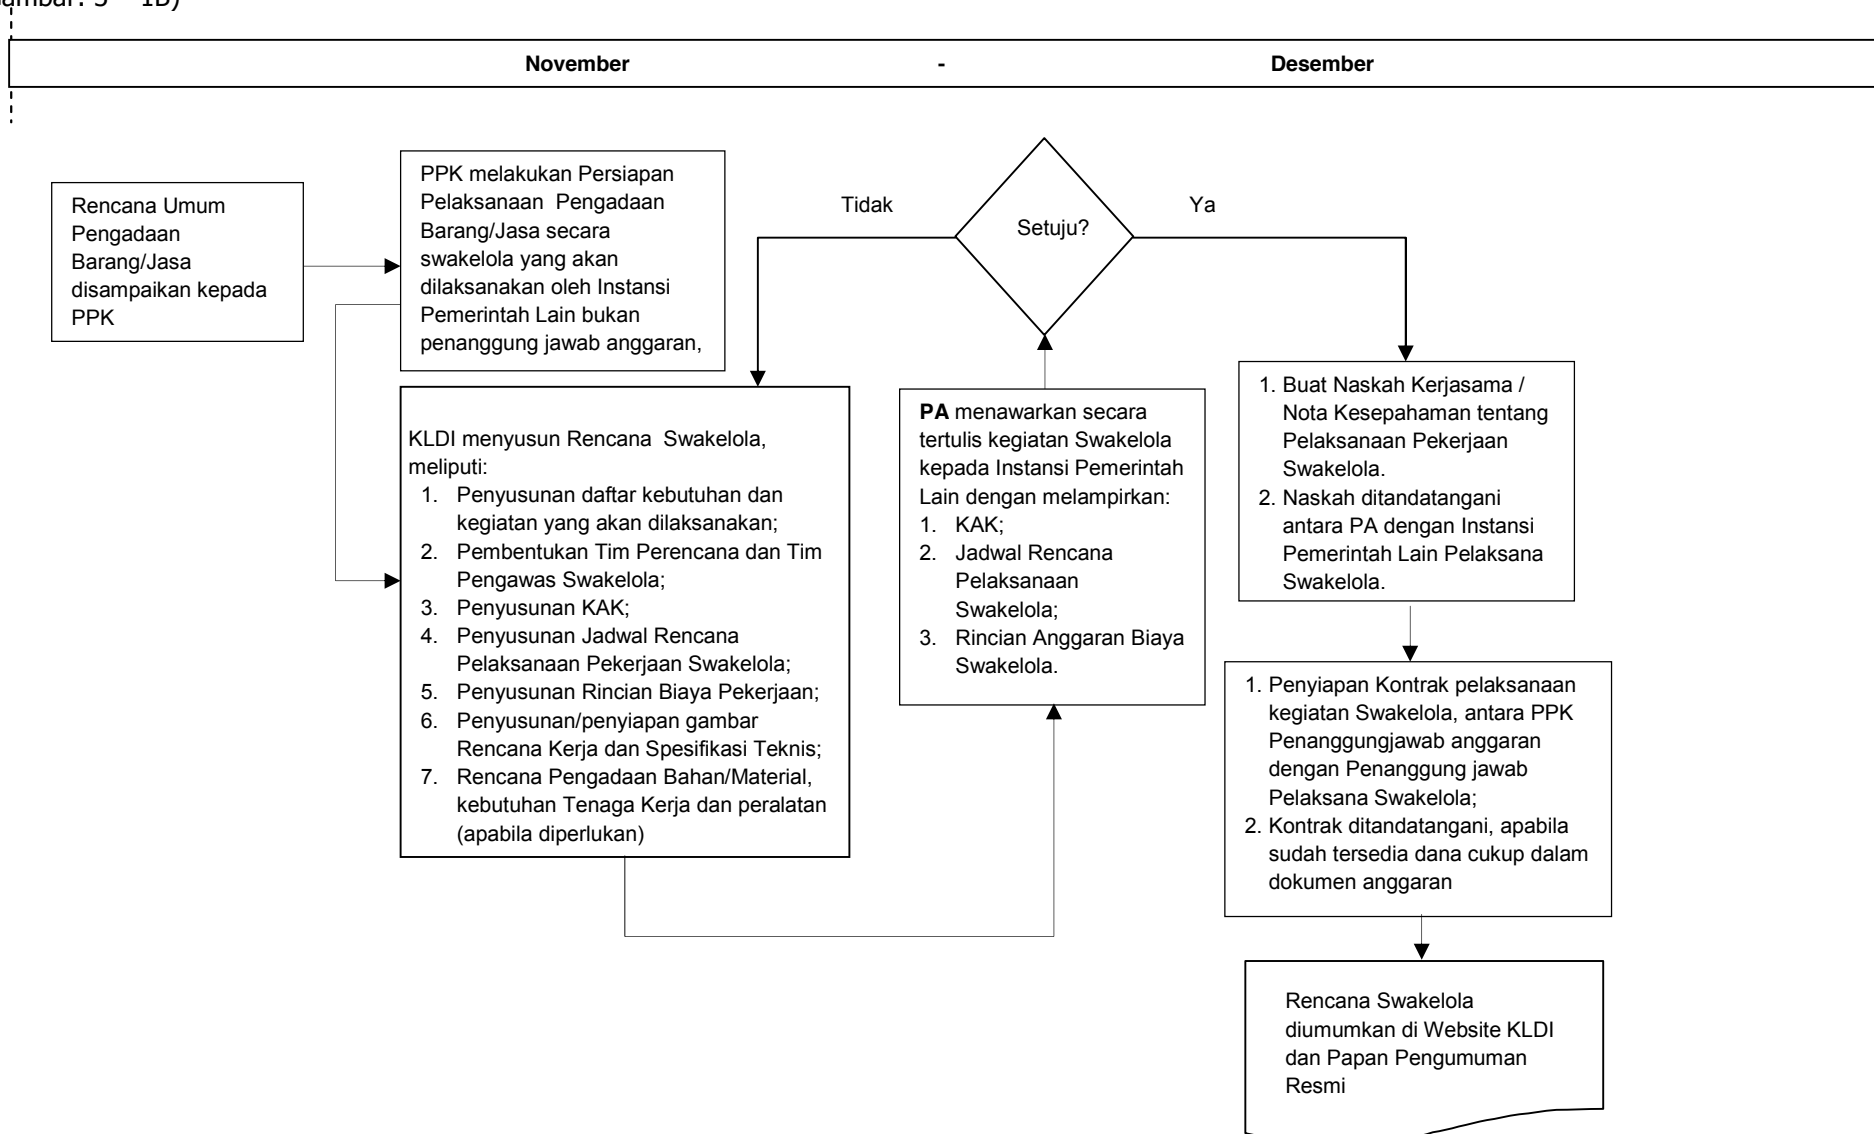 November - Desember
Rencana Umum
Pengadaan
Barang/Jasa
disampaikan kepada
PPK
PPK melakukan Persiapan
Pelaksanaan Pengadaan
Barang/Jasa secara
swakelola yang akan
dilaksanakan oleh Instansi
Pemerintah Lain bukan
penanggung jawab anggaran,
KLDI menyusun Rencana Swakelola,
meliputi:
1. Penyusunan daftar kebutuhan dan
kegiatan yang akan dilaksanakan;
2. Pembentukan Tim Perencana dan Tim
Pengawas Swakelola;
3. Penyusunan KAK;
4. Penyusunan Jadwal Rencana
Pelaksanaan Pekerjaan Swakelola;
5. Penyusunan Rincian Biaya Pekerjaan;
6. Penyusunan/penyiapan gambar
Rencana Kerja dan Spesifikasi Teknis;
7. Rencana Pengadaan Bahan/Material,
kebutuhan Tenaga Kerja dan peralatan
(apabila diperlukan)
PA menawarkan secara
tertulis kegiatan Swakelola
kepada Instansi Pemerintah
Lain dengan melampirkan:
1. KAK;
2. Jadwal Rencana
Pelaksanaan
Swakelola;
3. Rincian Anggaran Biaya
Swakelola.
Setuju?
Tidak
Ya
1. Buat Naskah Kerjasama /
Nota Kesepahaman tentang
Pelaksanaan Pekerjaan
Swakelola.
2. Naskah ditandatangani
antara PA dengan Instansi
Pemerintah Lain Pelaksana
Swakelola.
1. Penyiapan Kontrak pelaksanaan
kegiatan Swakelola, antara PPK
Penanggungjawab anggaran
dengan Penanggung jawab
Pelaksana Swakelola;
2. Kontrak ditandatangani, apabila
sudah tersedia dana cukup dalam
dokumen anggaran
Rencana Swakelola
diumumkan di Website KLDI
dan Papan Pengumuman
Resmi